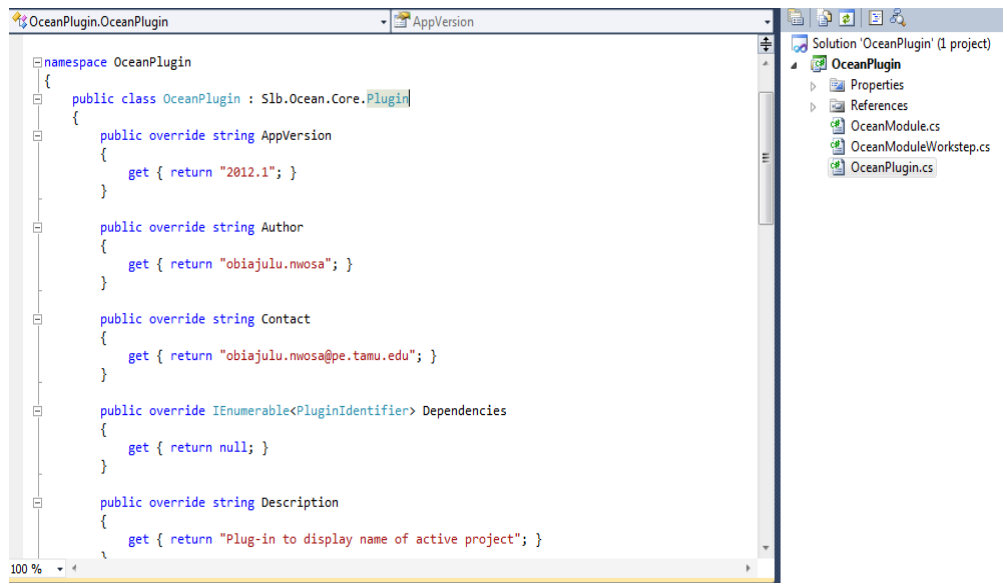 OceanPlugin.OceanPlugin
AppVersion
namespace OceanPlugin
{
public class OceanPlugin : Slb.Ocean.Core.Plugin
{
public override string AppVersion
{
get { return "2012.1"; }
}
public override string Author
{
get { return "obiajulu.nwosa"; }
}
public override string Contact
{
get { return "obiajulu.nwosa@pe.tamu.edu"; }
}
public override IEnumerable<PluginIdentifier> Dependencies
{
get { return null; }
}
public override string Description
{
get { return "Plug-in to display name of active project"; }
}
100 %
Solution 'OceanPlugin' (1 project)
OceanPlugin
Properties
References
OceanModule.cs
OceanModuleWorkstep.cs
OceanPlugin.cs